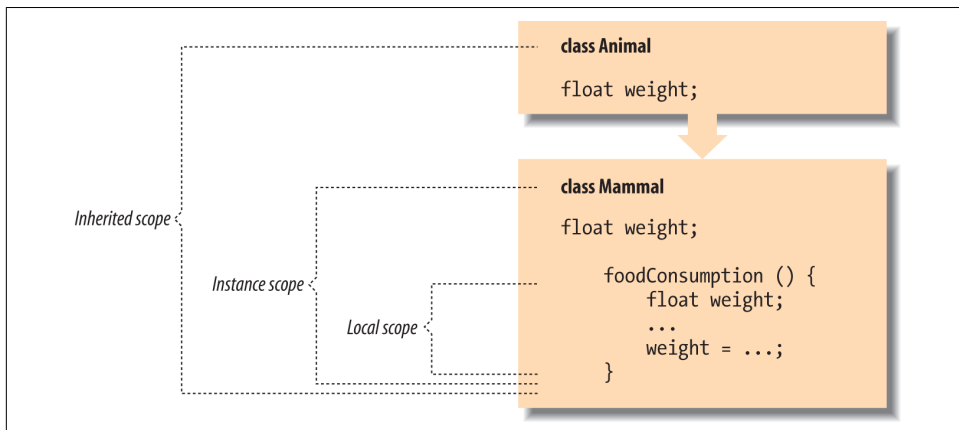 class Animal
float weight;
class Mammal
Inherited scope
float weight;
foodConsumption () {
Instance scope
float weight;
Local scope
...
weight = ...;
}